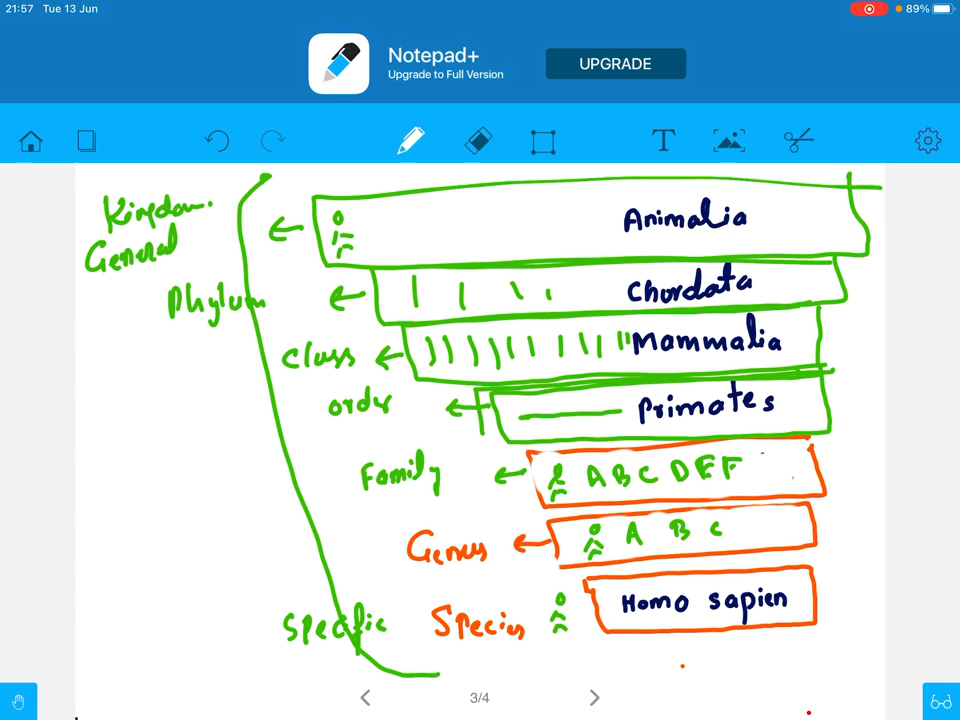 21:57 Tue 13 Jun 89%
Notepad+
Upgrade to Full Version
UPGRADE
T
Kingdom.
General
Animalia
Phylum
Chordata
Class
Mammalia
order
Primates
Family
A B C D E F
Genus
A B C
Specific
Species
Homo sapien
3/4